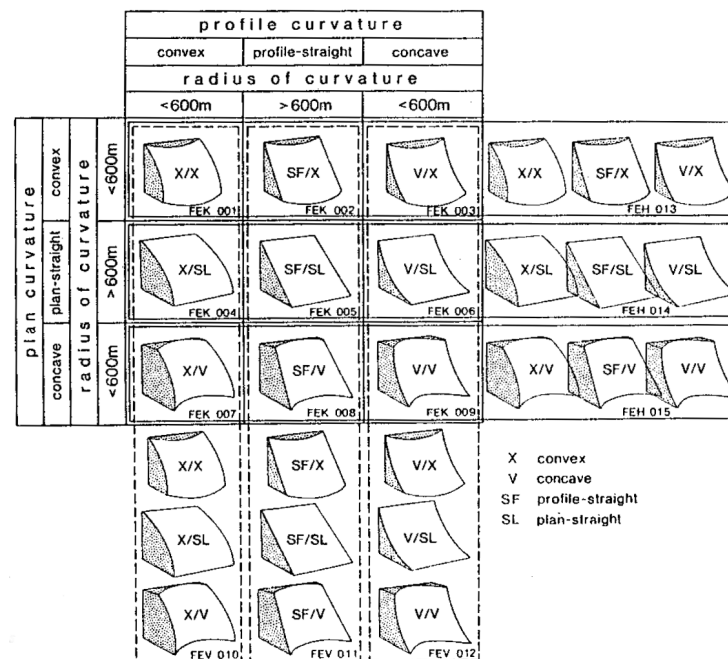 profile curvature
convex profile-straight concave
radius of curvature
<600m >600m <600m
plan curvature
convex plan-straight concave
radius of curvature
<600m >600m <600m
X/X SF/X V/X X/X SF/X V/X
FEK 001 FEK 002 FEK 003 FEH 013
X/SL SF/SL V/SL X/SL SF/SL V/SL
FEK 004 FEK 005 FEK 006 FEH 014
X/V SF/V V/V X/V SF/V V/V
FEK 007 FEK 008 FEK 009 FEH 015
X/X SF/X V/X
X/SL SF/SL V/SL
X/V SF/V V/V
FEV 010 FEV 011 FEV 012
X convex
V concave
SF profile-straight
SL plan-straight